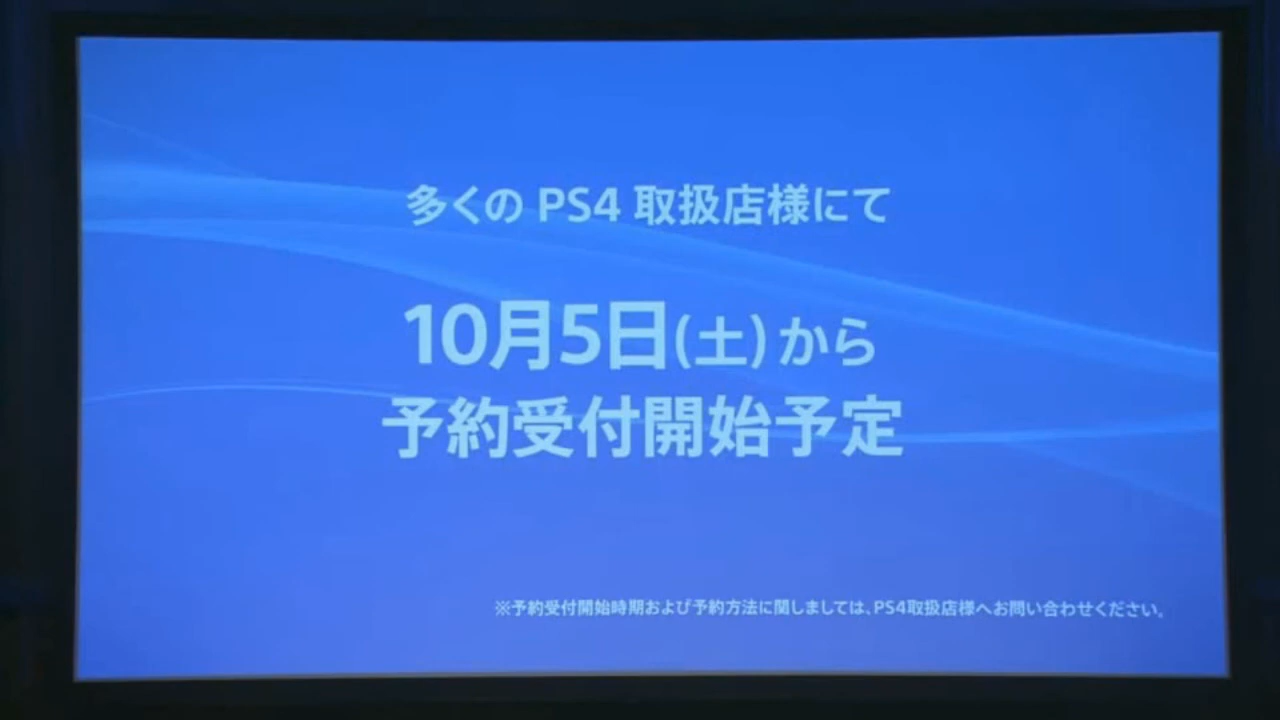 多くの PS4 取扱店様にて
10月5日(土)から
予約受付開始予定
※予約受付開始時期および予約方法に関しましては、PS4取扱店様へお問い合わせください。